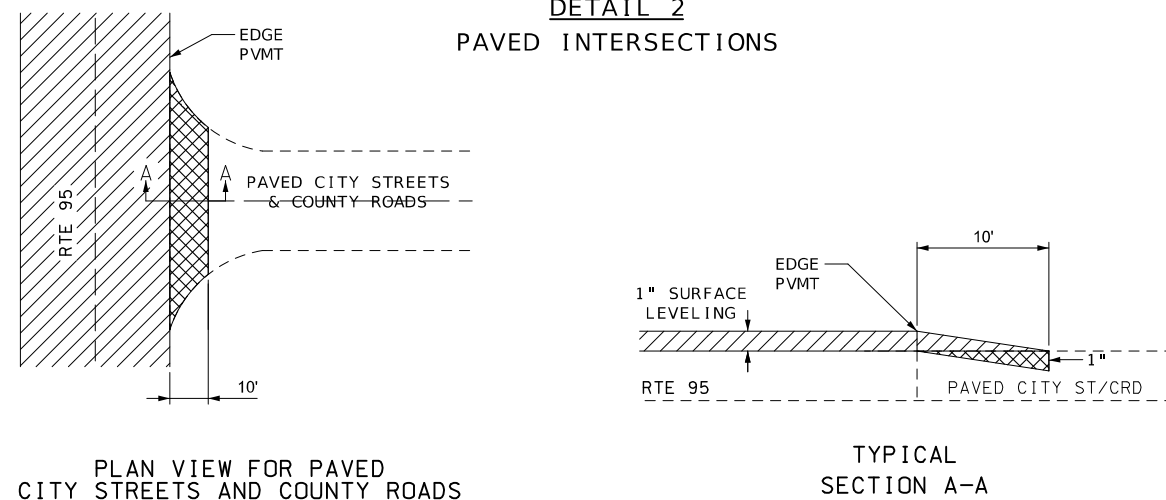 DETAIL 2
PAVED INTERSECTIONS
EDGE
PVMT
A
A
PAVED CITY STREETS
& COUNTY ROADS
RTE 95
10'
PLAN VIEW FOR PAVED
CITY STREETS AND COUNTY ROADS
10'
EDGE
PVMT
1" SURFACE
LEVELING
1"
RTE 95
PAVED CITY ST/CRD
TYPICAL
SECTION A-A